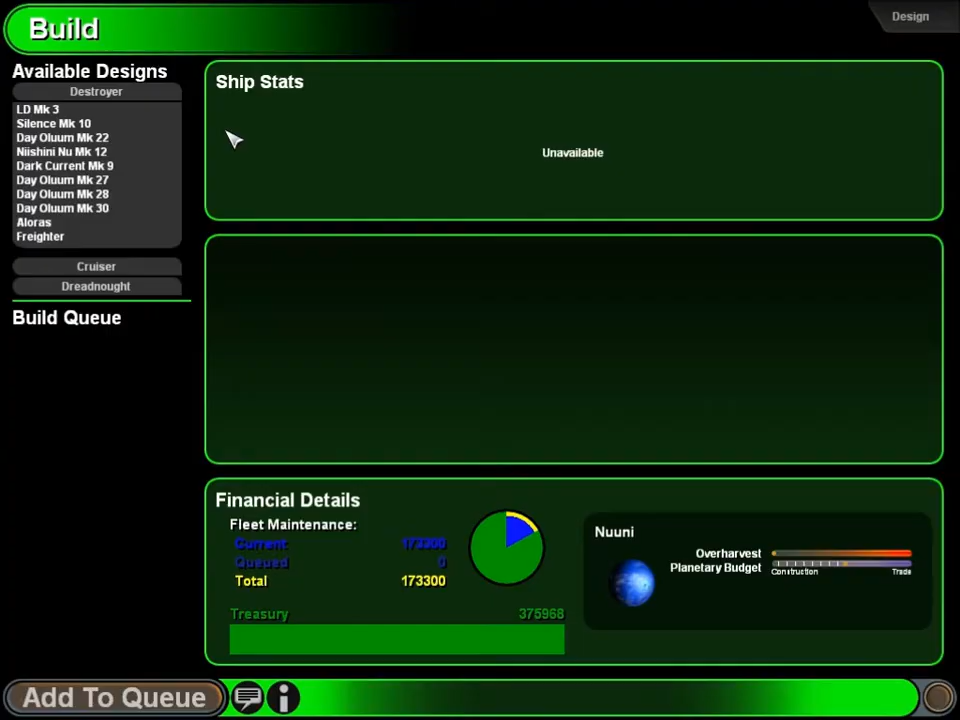 Build
Design
Available Designs
Destroyer
LD Mk 3
Silence Mk 10
Day Oluum Mk 22
Niishini Nu Mk 12
Dark Current Mk 9
Day Oluum Mk 27
Day Oluum Mk 28
Day Oluum Mk 30
Aloras
Freighter
Cruiser
Dreadnought
Build Queue
Ship Stats
Unavailable
Financial Details
Fleet Maintenance:
Current 173300
Queued 0
Total 173300
Treasury 375968
Nuuni
Overharvest
Planetary Budget
Construction Trade
Add To Queue